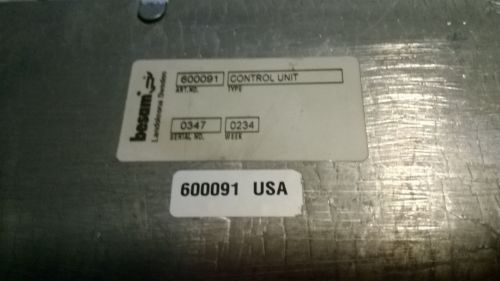 besam
Landskrona Sweden
600091 CONTROL UNIT
ART.NO. TYPE
0347 0234
SERIAL NO. WEEK
600091 USA